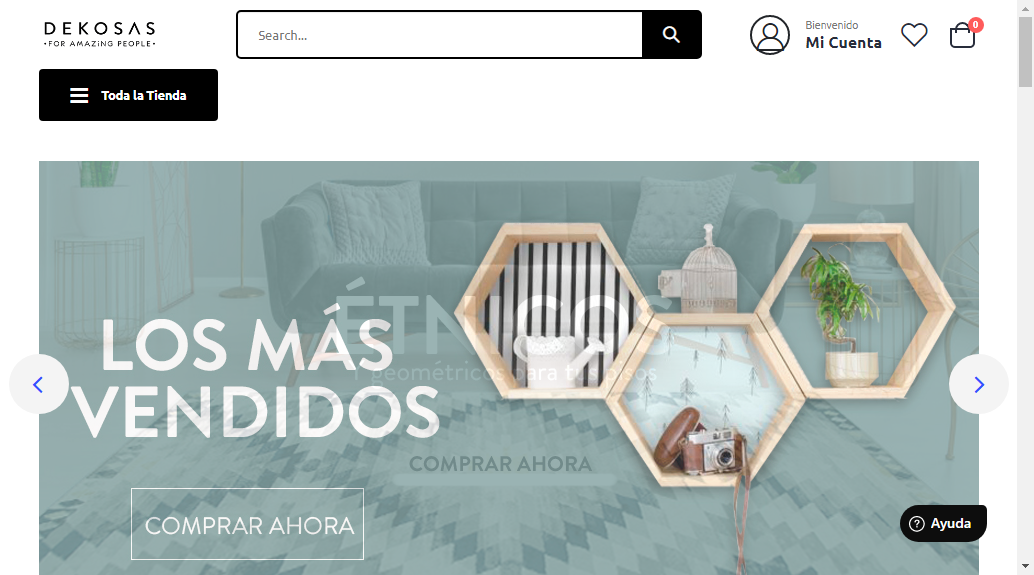 DEKOSAS
•FOR AMAZING PEOPLE•
Search...
Bienvenido
Mi Cuenta
0
Toda la Tienda
ÉTNICOS
Y geométricos para tus pisos
COMPRAR AHORA
LOS MÁS
VENDIDOS
COMPRAR AHORA
Ayuda